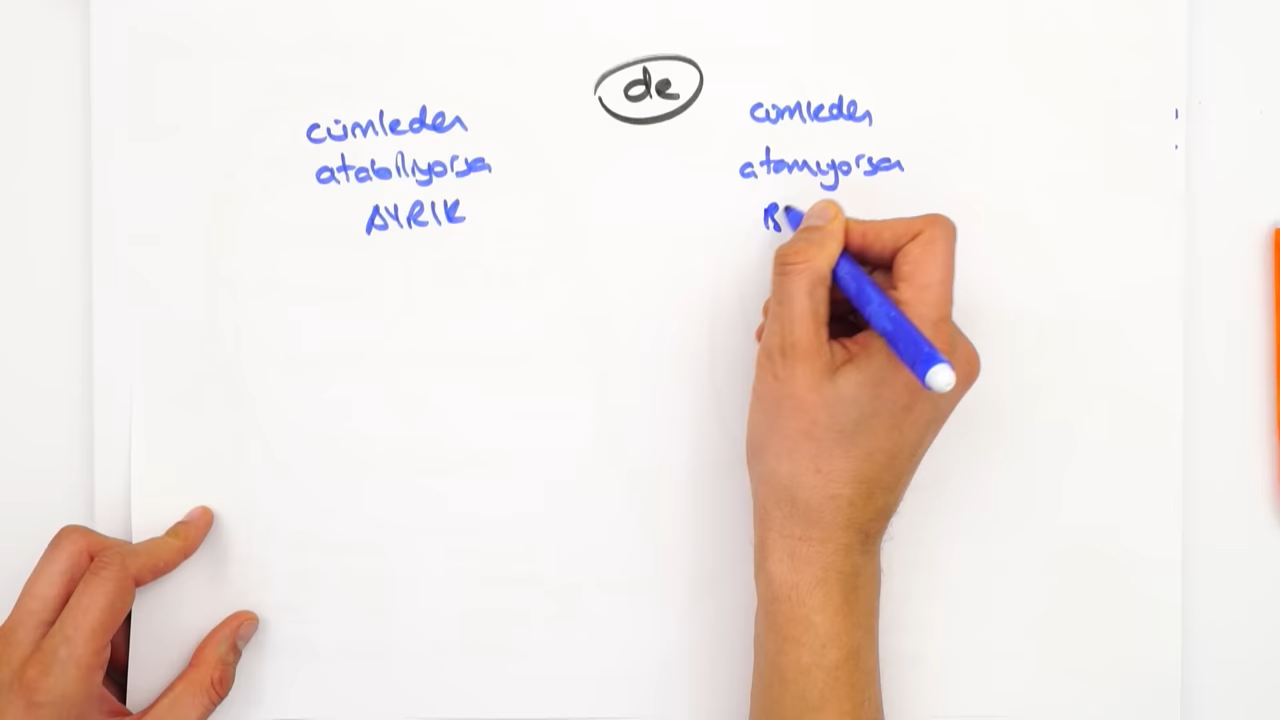 de
cümleden
atabiliyorsa
AYRIK
cümleden
atamıyorsa
B